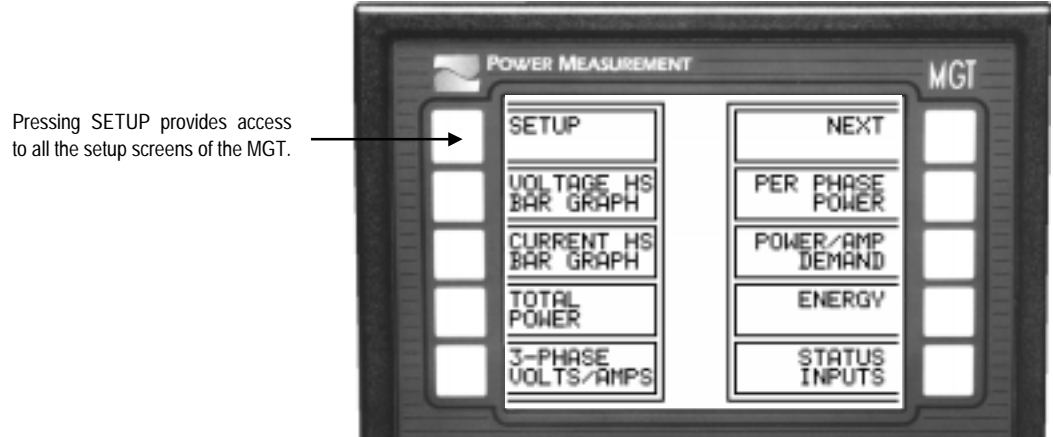 POWER MEASUREMENT
MGT
Pressing SETUP provides access
to all the setup screens of the MGT.
SETUP
NEXT
VOLTAGE HS
BAR GRAPH
PER PHASE
POWER
CURRENT HS
BAR GRAPH
POWER/AMP
DEMAND
TOTAL
POWER
ENERGY
3-PHASE
VOLTS/AMPS
STATUS
INPUTS